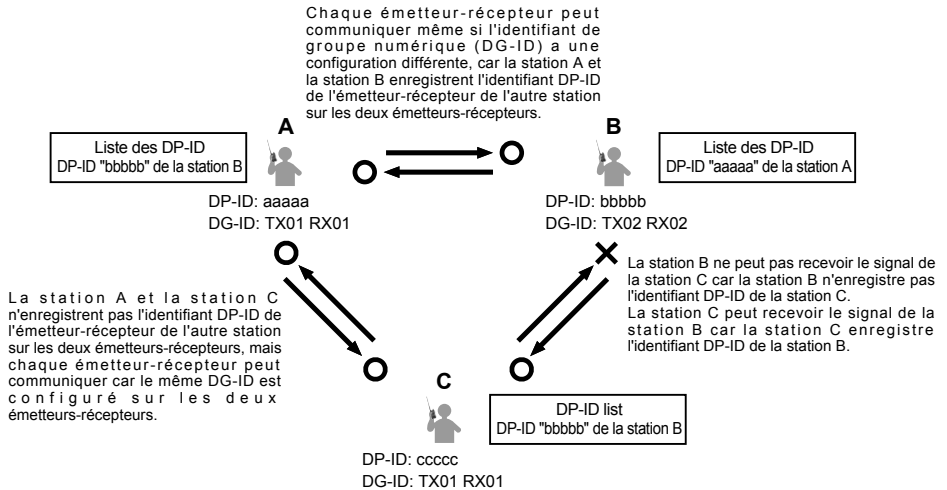 Chaque émetteur-récepteur peut
communiquer même si l'identifiant de
groupe numérique (DG-ID) a une
configuration différente, car la station A et
la station B enregistrent l'identifiant DP-ID
de l'émetteur-récepteur de l'autre station
sur les deux émetteurs-récepteurs.
A
B
Liste des DP-ID
DP-ID "bbbbb" de la station B
Liste des DP-ID
DP-ID "aaaaa" de la station A
DP-ID: aaaaa
DG-ID: TX01 RX01
DP-ID: bbbbb
DG-ID: TX02 RX02
La station B ne peut pas recevoir le signal de
la station C car la station B n'enregistre pas
l'identifiant DP-ID de la station C.
La station C peut recevoir le signal de la
station B car la station C enregistre
l'identifiant DP-ID de la station B.
La station A et la station C
n'enregistrent pas l'identifiant DP-ID de
l'émetteur-récepteur de l'autre station
sur les deux émetteurs-récepteurs, mais
chaque émetteur-récepteur peut
communiquer car le même DG-ID est
configuré sur les deux
émetteurs-récepteurs.
C
DP-ID list
DP-ID "bbbbb" de la station B
DP-ID: ccccc
DG-ID: TX01 RX01